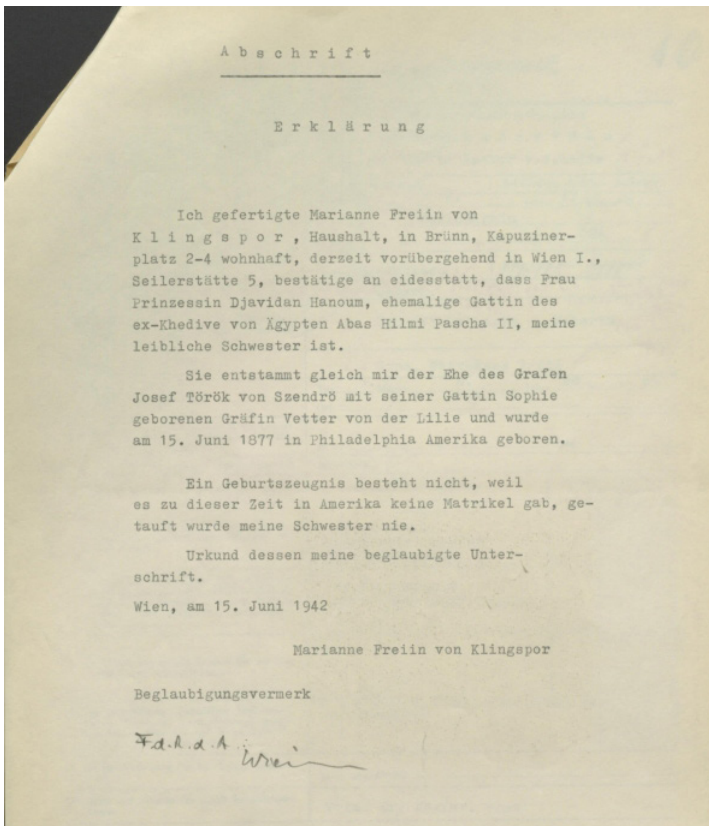 A b s c h r i f t
E r k l ä r u n g
Ich gefertigte Marianne Freiin von
K l i n g s p o r , Haushalt, in Brünn, Kapuziner-
platz 2-4 wohnhaft, derzeit vorübergehend in Wien I.,
Seilerstätte 5, bestätige an eidesstatt, dass Frau
Prinzessin Djavidan Hanoum, ehemalige Gattin des
ex-Khedive von Ägypten Abas Hilmi Pascha II, meine
leibliche Schwester ist.
Sie entstammt gleich mir der Ehe des Grafen
Josef Török von Szendrö mit seiner Gattin Sophie
geborenen Gräfin Vetter von der Lilie und wurde
am 15. Juni 1877 in Philadelphia Amerika geboren.
Ein Geburtszeugnis besteht nicht, weil
es zu dieser Zeit in Amerika keine Matrikel gab, ge-
tauft wurde meine Schwester nie.
Urkund dessen meine beglaubigte Unter-
schrift.
Wien, am 15. Juni 1942
Marianne Freiin von Klingspor
Beglaubigungsvermerk
F.d.R.d.A.